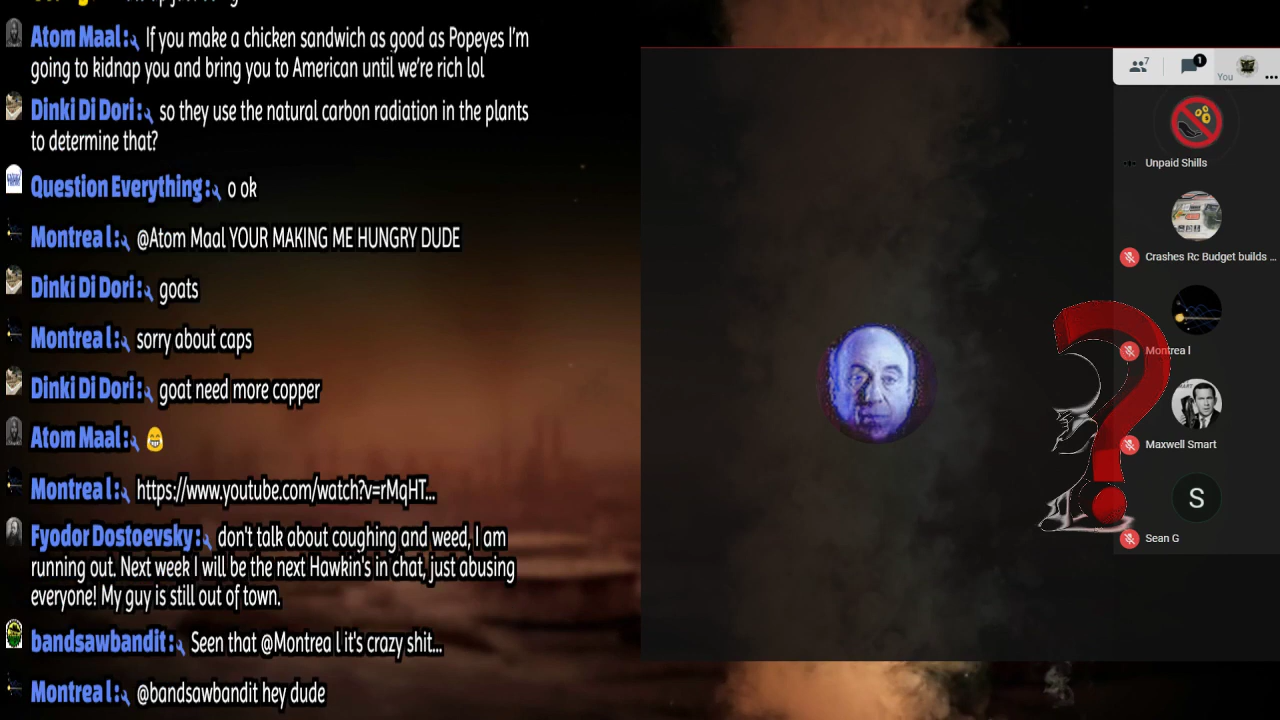 Atom Maal: If you make a chicken sandwich as good as Popeyes I'm
going to kidnap you and bring you to American until we're rich lol
Dinki Di Dori: so they use the natural carbon radiation in the plants
to determine that?
Question Everything: o ok
Montrea l: @Atom Maal YOUR MAKING ME HUNGRY DUDE
Dinki Di Dori: goats
Montrea l: sorry about caps
Dinki Di Dori: goat need more copper
Atom Maal: 😁
Montrea l: https://www.youtube.com/watch?v=rMqHT...
Fyodor Dostoevsky: don't talk about coughing and weed, I am
running out. Next week I will be the next Hawkin's in chat, just abusing
everyone! My guy is still out of town.
bandsawbandit: Seen that @Montrea l it's crazy shit...
Montrea l: @bandsawbandit hey dude
7
1
You
Unpaid Shills
Crashes Rc Budget builds ...
Montrea l
Maxwell Smart
S
Sean G
?